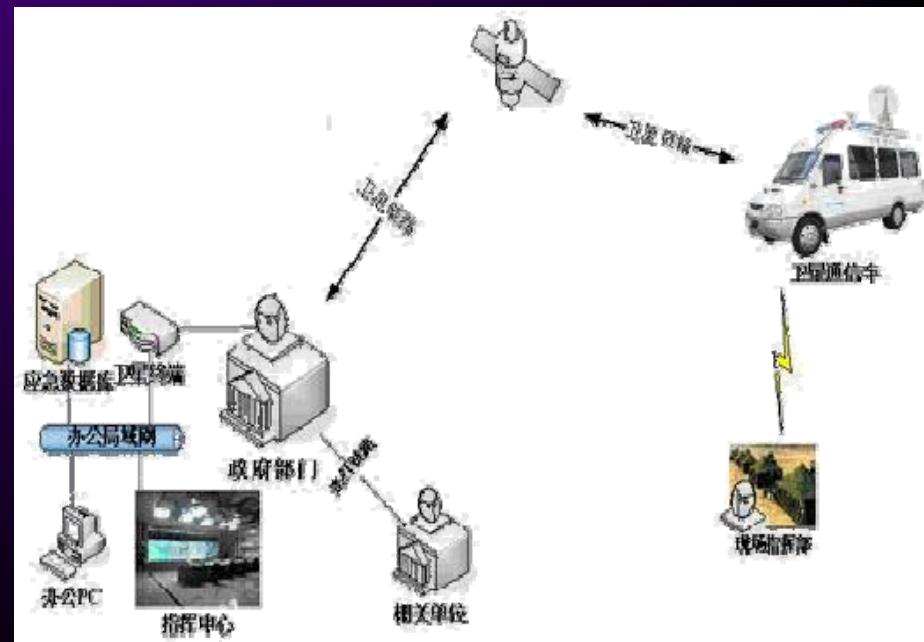 卫星链路
卫星链路
卫星通信车
应急数据库
卫星终端
办公局域网
政府部门
现场指挥部
办公PC
指挥中心
相关单位